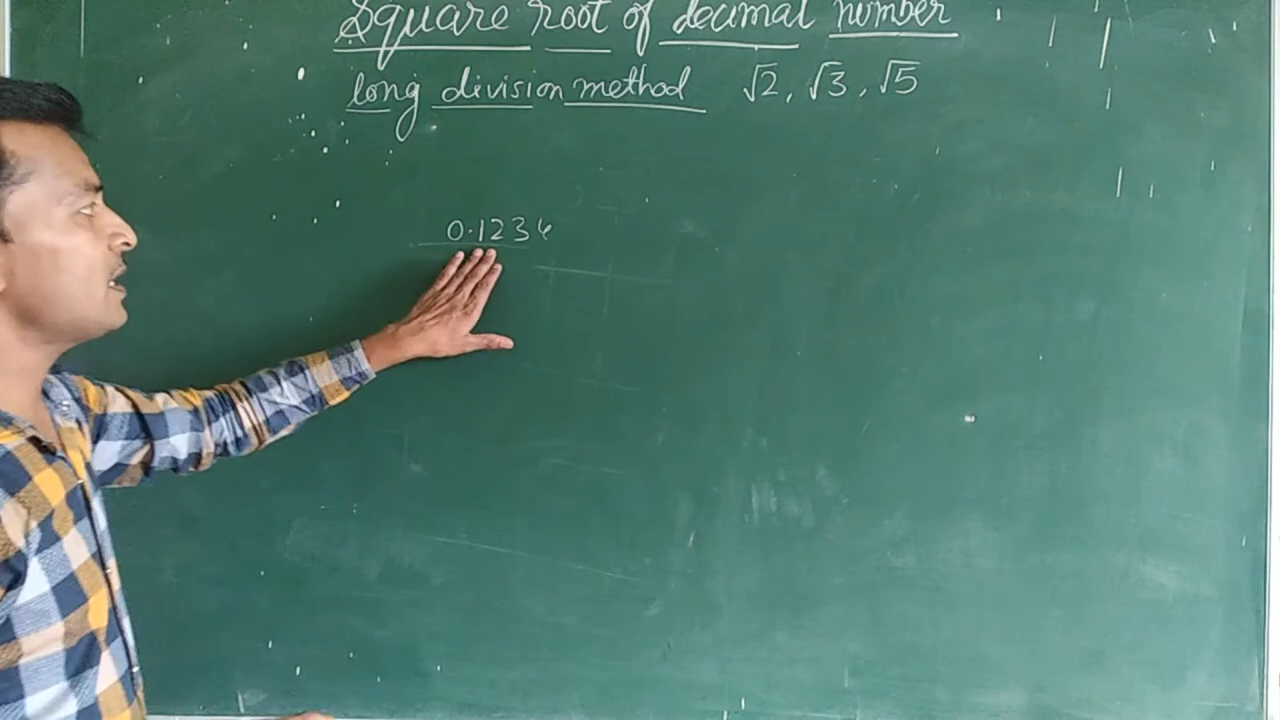 Square root of decimal number
long division method √2, √3, √5
0.1234